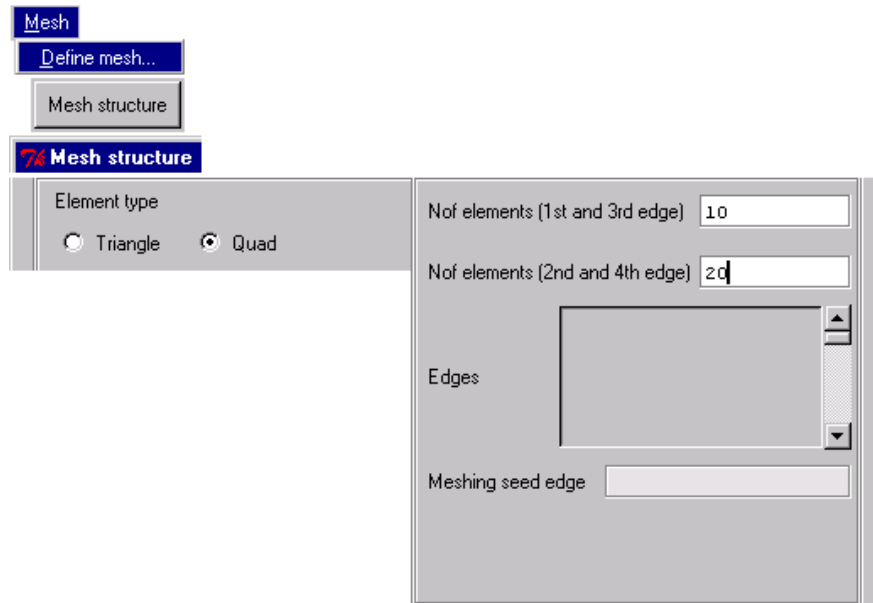 Mesh
Define mesh...
Mesh structure
Mesh structure
Element type
Triangle Quad
Nof elements (1st and 3rd edge) 10
Nof elements (2nd and 4th edge) 20
Edges
Meshing seed edge